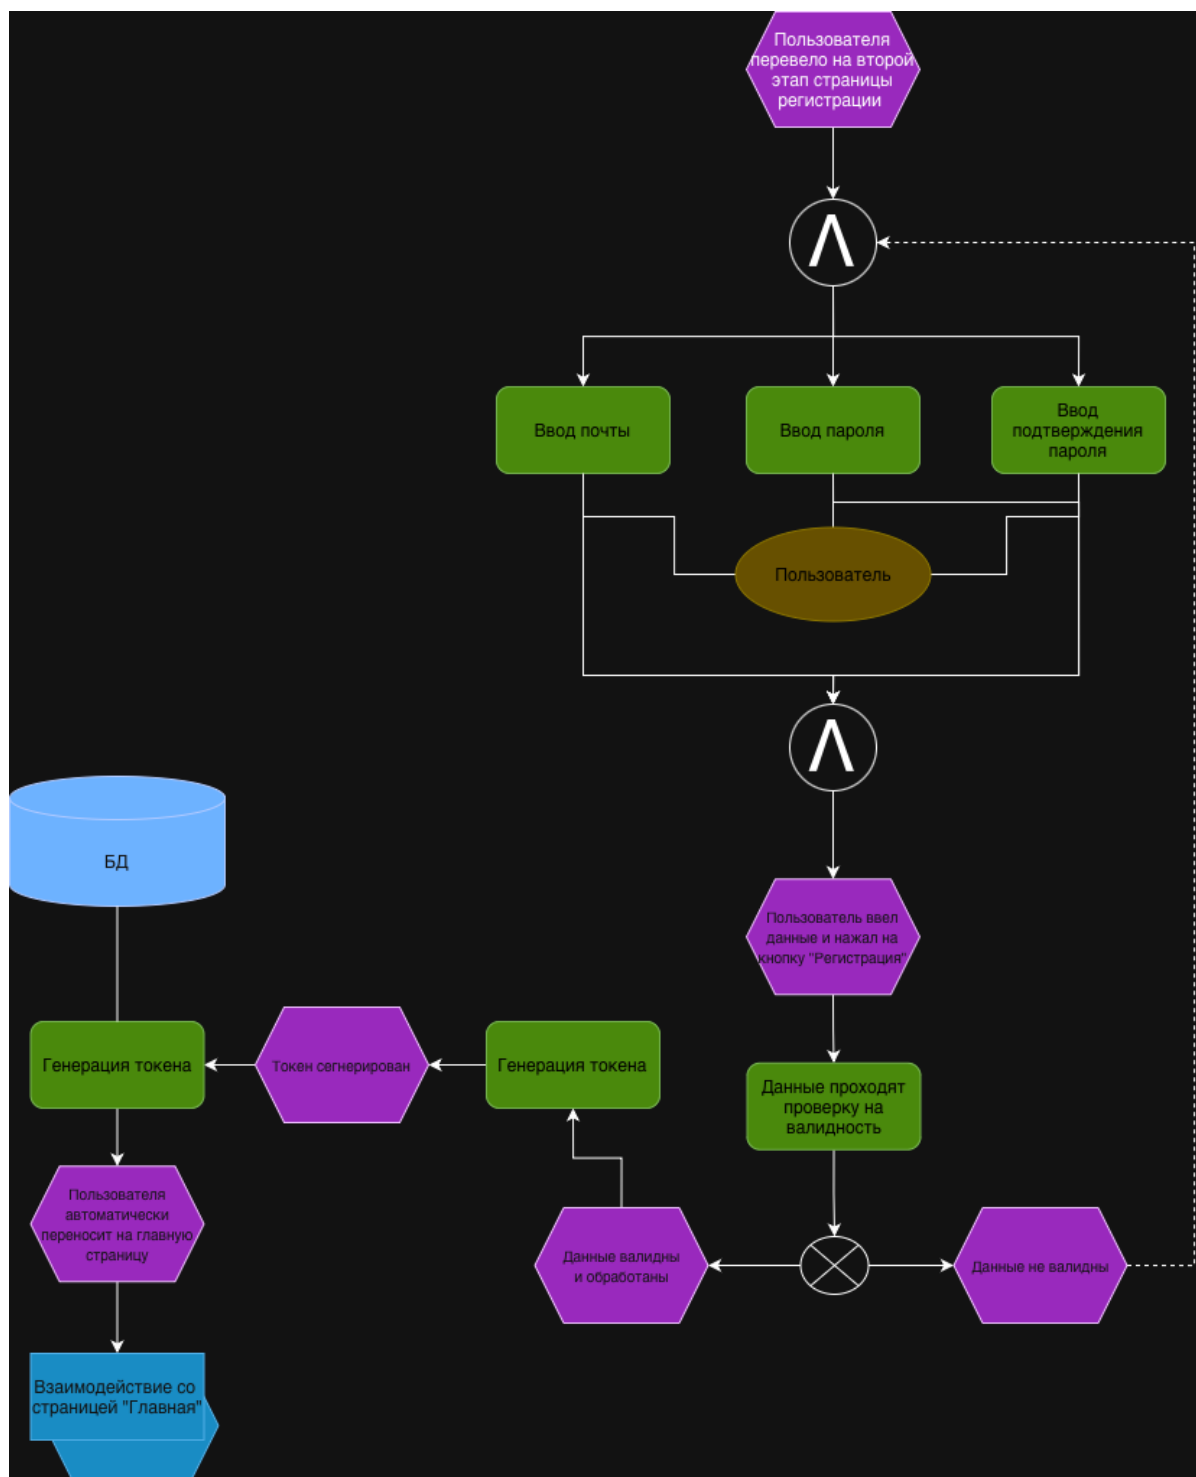 Пользователя
перевело на второй
этап страницы
регистрации
Λ
Ввод почты
Ввод пароля
Ввод
подтверждения
пароля
Пользователь
Λ
БД
Пользователь ввел
данные и нажал на
кнопку "Регистрация"
Генерация токена
Токен сегнерирован
Генерация токена
Данные проходят
проверку на
валидность
Пользователя
автоматически
переносит на главную
страницу
Данные валидны
и обработаны
Данные не валидны
Взаимодействие со
страницей "Главная"